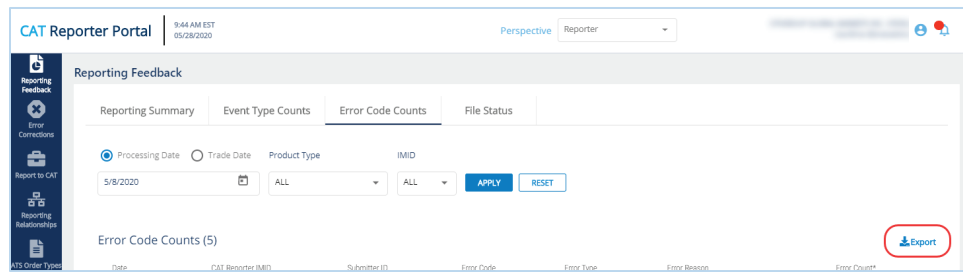 CAT Reporter Portal
9:44 AM EST
05/28/2020
Perspective
Reporter
Reporting
Feedback
Error
Corrections
Report to CAT
Reporting
Relationships
ATS Order Types
Reporting Feedback
Reporting Summary
Event Type Counts
Error Code Counts
File Status
Processing Date
Trade Date
Product Type
IMID
5/8/2020
ALL
ALL
APPLY
RESET
Error Code Counts (5)
Export
Date
CAT Reporter IMID
Submitter ID
Error Code
Error Type
Error Reason
Error Count*